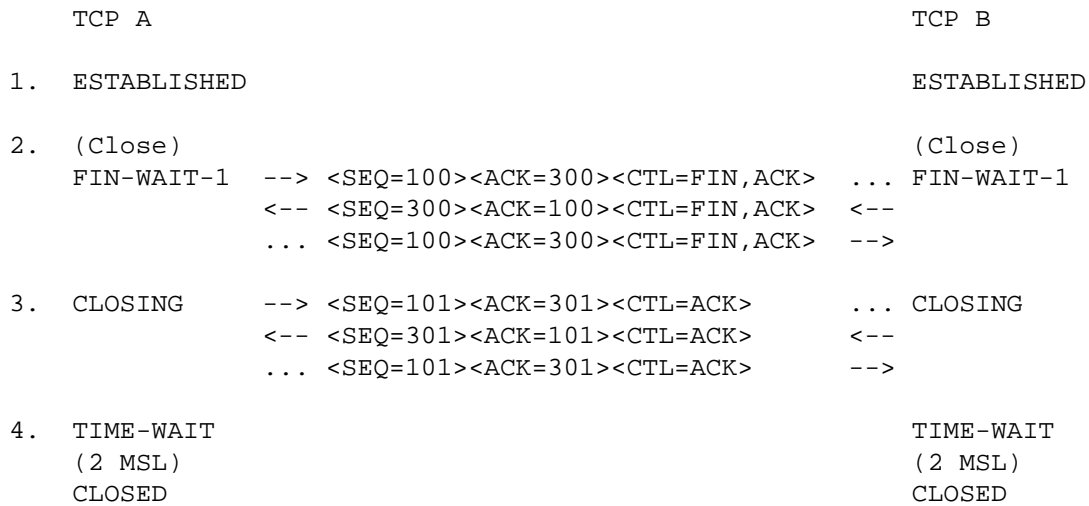 TCP A                                                TCP B
1.  ESTABLISHED                                          ESTABLISHED
2.  (Close)                                              (Close)
    FIN-WAIT-1  --> <SEQ=100><ACK=300><CTL=FIN,ACK>  ... FIN-WAIT-1
                <-- <SEQ=300><ACK=100><CTL=FIN,ACK>  <--
                ... <SEQ=100><ACK=300><CTL=FIN,ACK>  -->
3.  CLOSING     --> <SEQ=101><ACK=301><CTL=ACK>      ... CLOSING
                <-- <SEQ=301><ACK=101><CTL=ACK>      <--
                ... <SEQ=101><ACK=301><CTL=ACK>      -->
4.  TIME-WAIT                                            TIME-WAIT
    (2 MSL)                                              (2 MSL)
    CLOSED                                               CLOSED